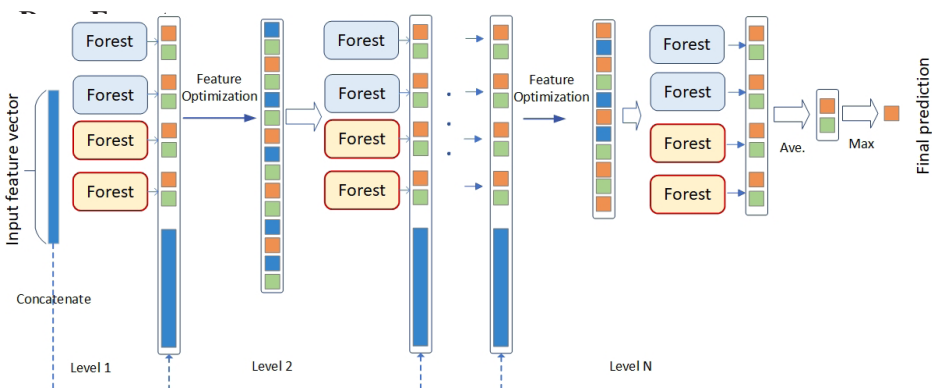 Input feature vector
Forest
Forest
Forest
Forest
Concatenate
Level 1
Feature
Optimization
Level 2
Forest
Forest
Forest
Forest
Feature
Optimization
Level N
Forest
Forest
Forest
Forest
Ave.
Max
Final prediction